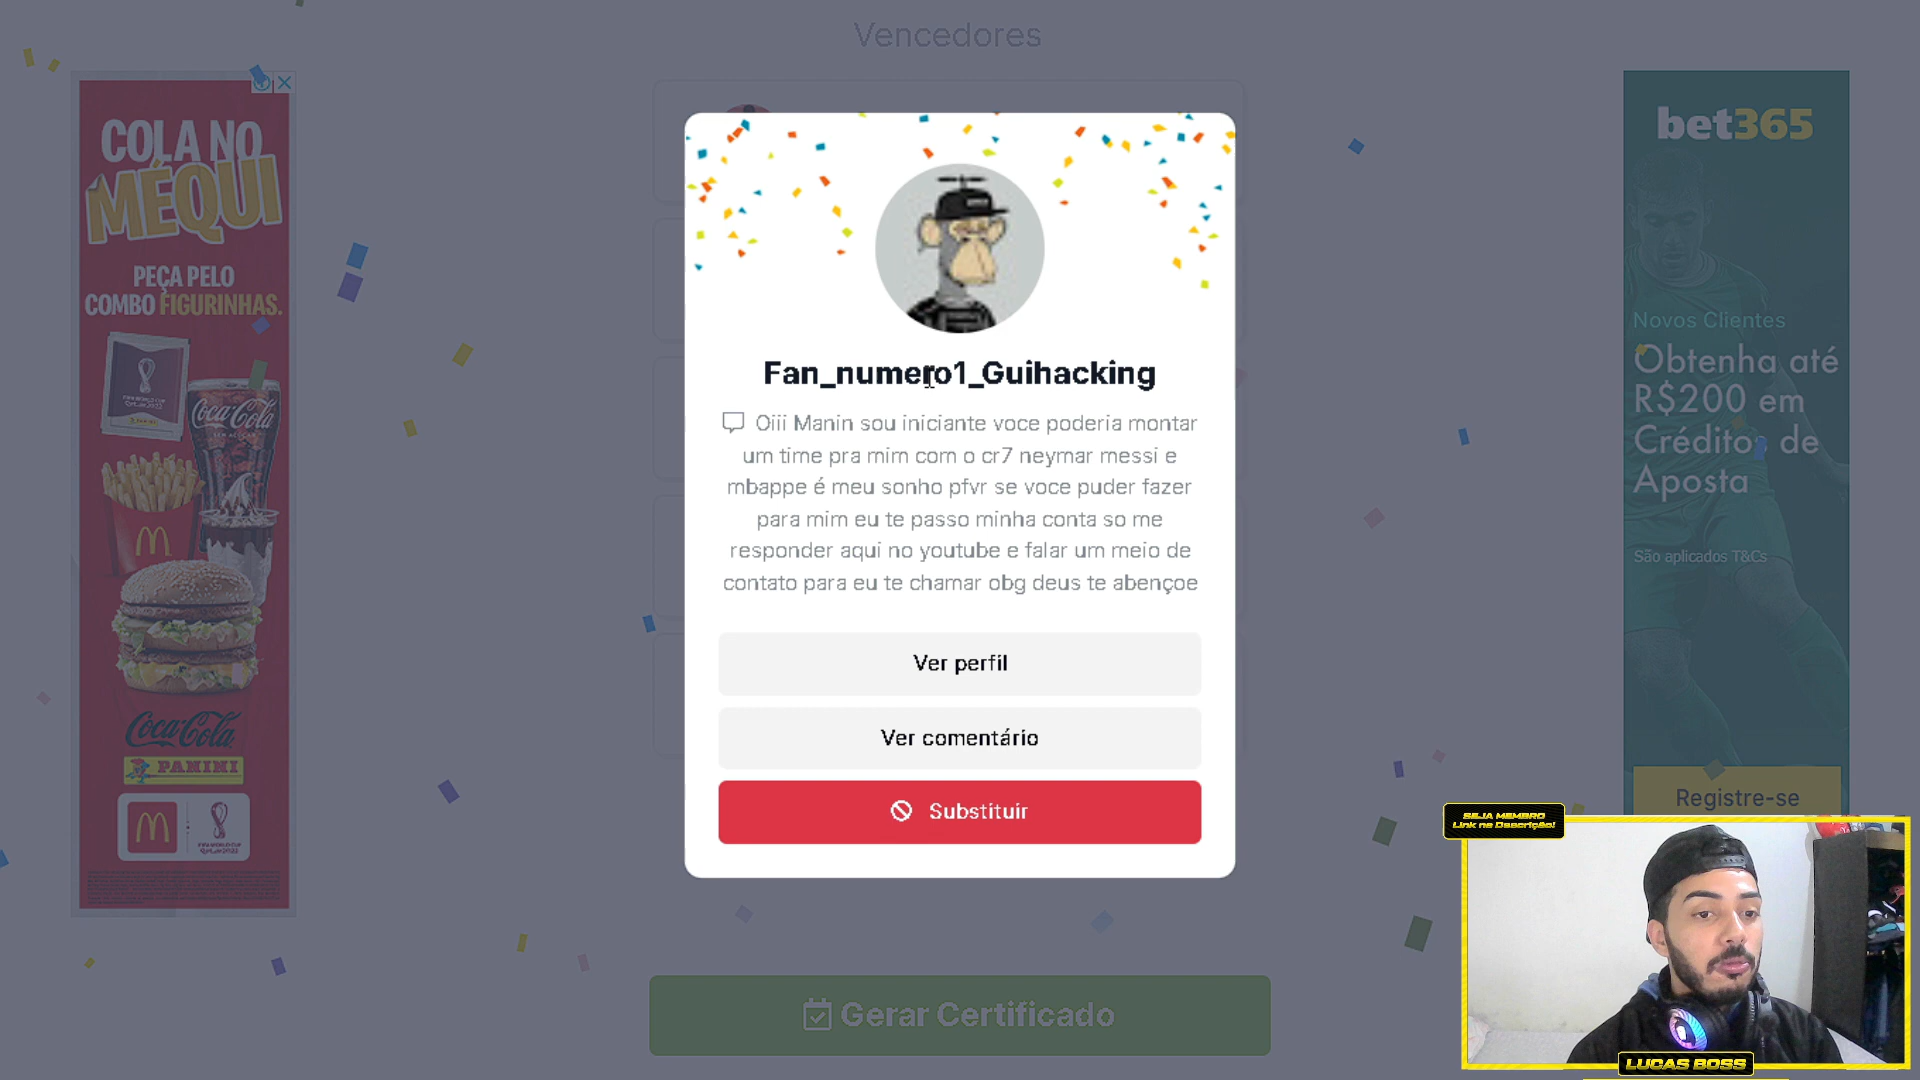 Vencedores
COLA NO
MÉQUI
PEÇA PELO
COMBO FIGURINHAS.
Coca-Cola
Coca-Cola
PANINI
Fan_numero1_Guihacking
Oiii Manin sou iniciante voce poderia montar
um time pra mim com o cr7 neymar messi e
mbappe é meu sonho pfvr se voce puder fazer
para mim eu te passo minha conta so me
responder aqui no youtube e falar um meio de
contato para eu te chamar obg deus te abençoe
Ver perfil
Ver comentário
Substituir
Gerar Certificado
bet365
Novos Clientes
Obtenha até
R$200 em
Créditos de
Aposta
São aplicados T&Cs
Registre-se
SEJA MEMBRO
Link na Descrição!
LUCAS BOSS